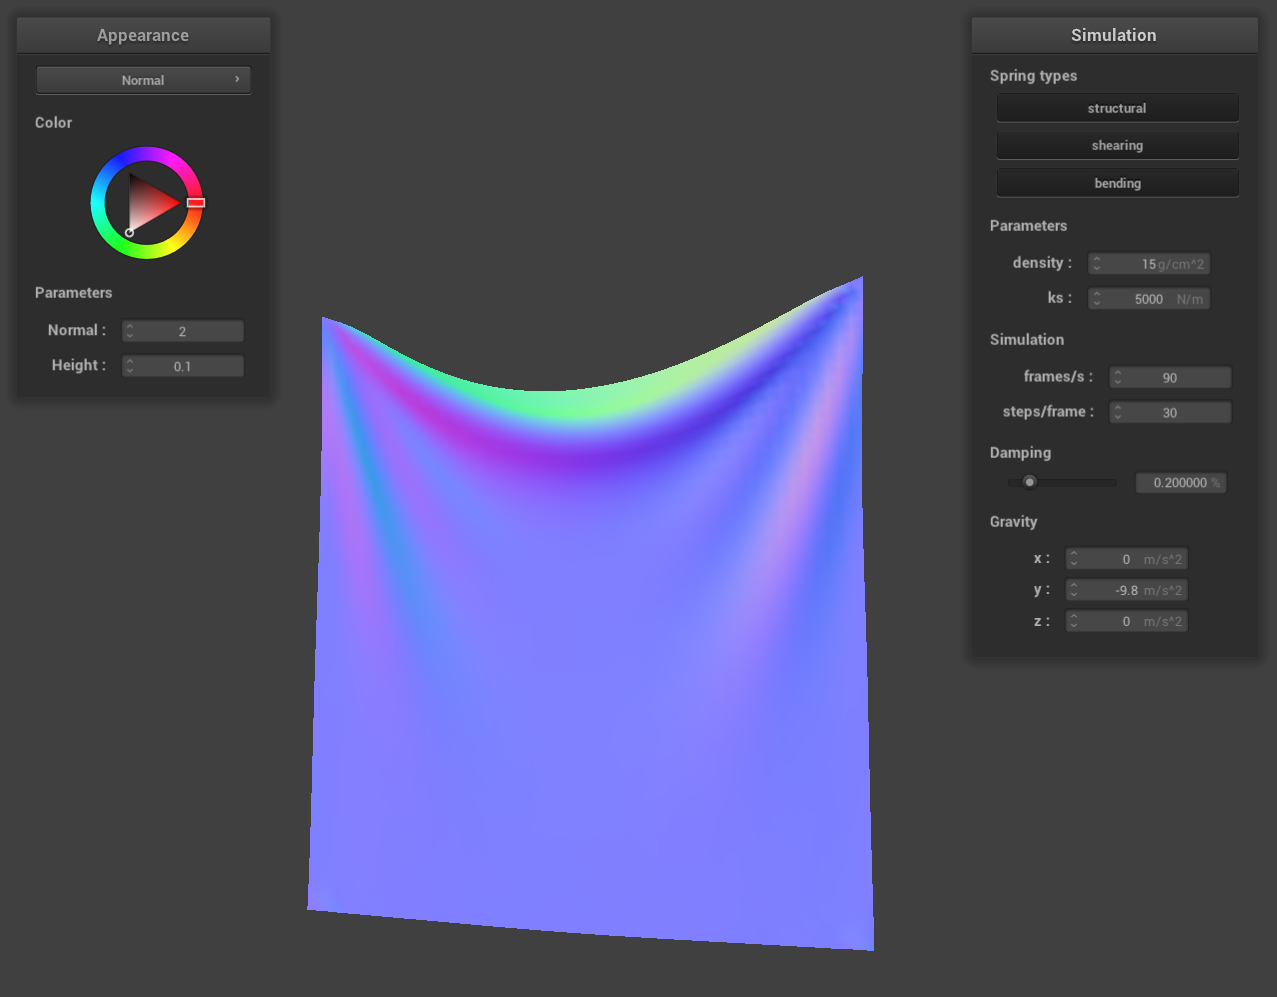 Appearance
Normal ›
Color
Parameters
Normal : 2
Height : 0.1
Simulation
Spring types
structural
shearing
bending
Parameters
density : 15 g/cm^2
ks : 5000 N/m
Simulation
frames/s : 90
steps/frame : 30
Damping
0.200000 %
Gravity
x : 0 m/s^2
y : -9.8 m/s^2
z : 0 m/s^2